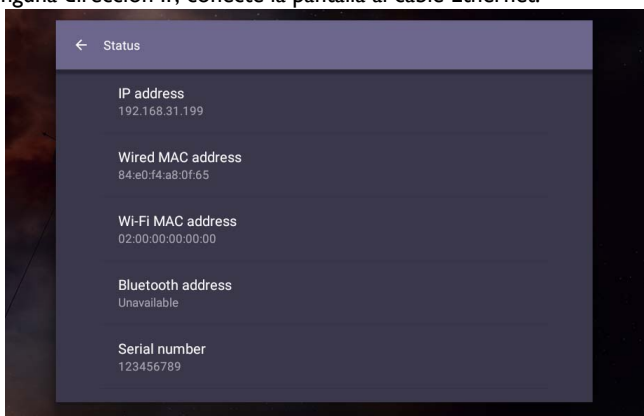 ninguna dirección IP, conecte la pantalla al cable Ethernet.
← Status
IP address
192.168.31.199
Wired MAC address
84:e0:f4:a8:0f:65
Wi-Fi MAC address
02:00:00:00:00:00
Bluetooth address
Unavailable
Serial number
123456789